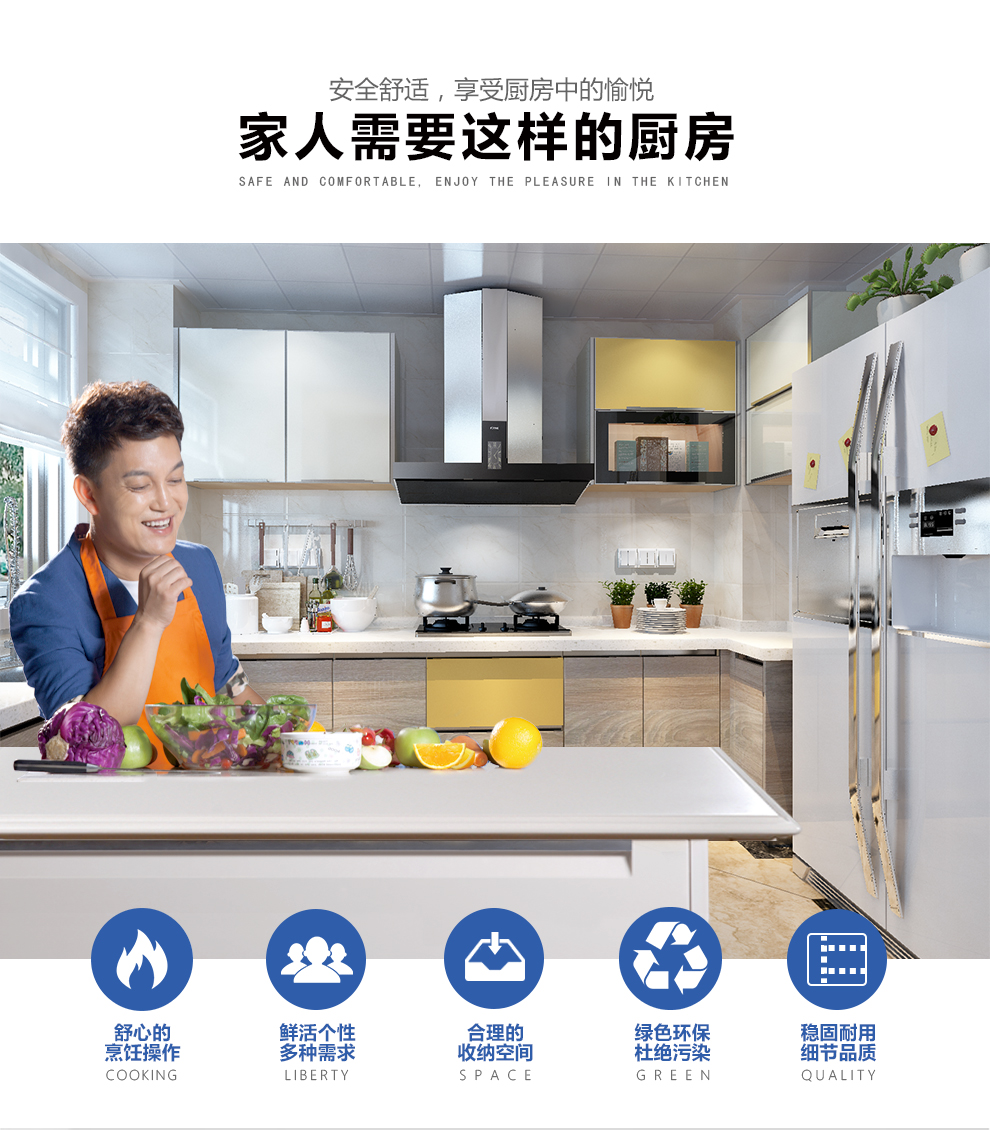 安全舒适，享受厨房中的愉悦
家人需要这样的厨房
SAFE AND COMFORTABLE, ENJOY THE PLEASURE IN THE KITCHEN
舒心的
烹饪操作
COOKING
鲜活个性
多种需求
LIBERTY
合理的
收纳空间
SPACE
绿色环保
杜绝污染
GREEN
稳固耐用
细节品质
QUALITY